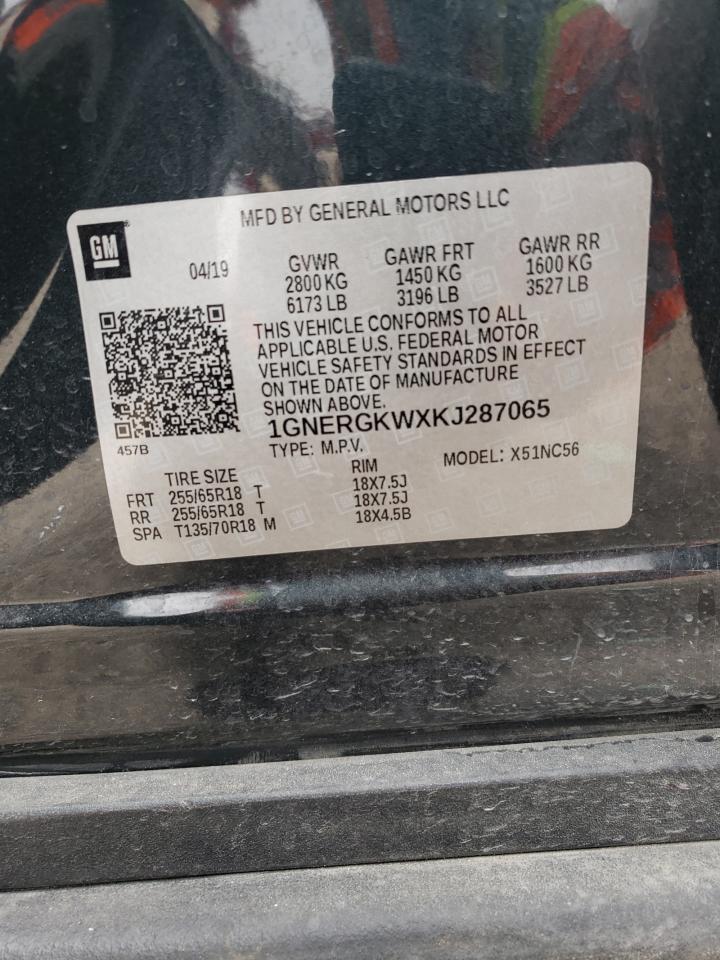 MFD BY GENERAL MOTORS LLC
GM
04/19
GVWR GAWR FRT GAWR RR
2800 KG 1450 KG 1600 KG
6173 LB 3196 LB 3527 LB
THIS VEHICLE CONFORMS TO ALL
APPLICABLE U.S. FEDERAL MOTOR
VEHICLE SAFETY STANDARDS IN EFFECT
ON THE DATE OF MANUFACTURE
SHOWN ABOVE.
1GNERGKWXKJ287065
457B
TYPE: M.P.V. MODEL: X51NC56
TIRE SIZE RIM
FRT 255/65R18 T 18X7.5J
RR 255/65R18 T 18X7.5J
SPA T135/70R18 M 18X4.5B